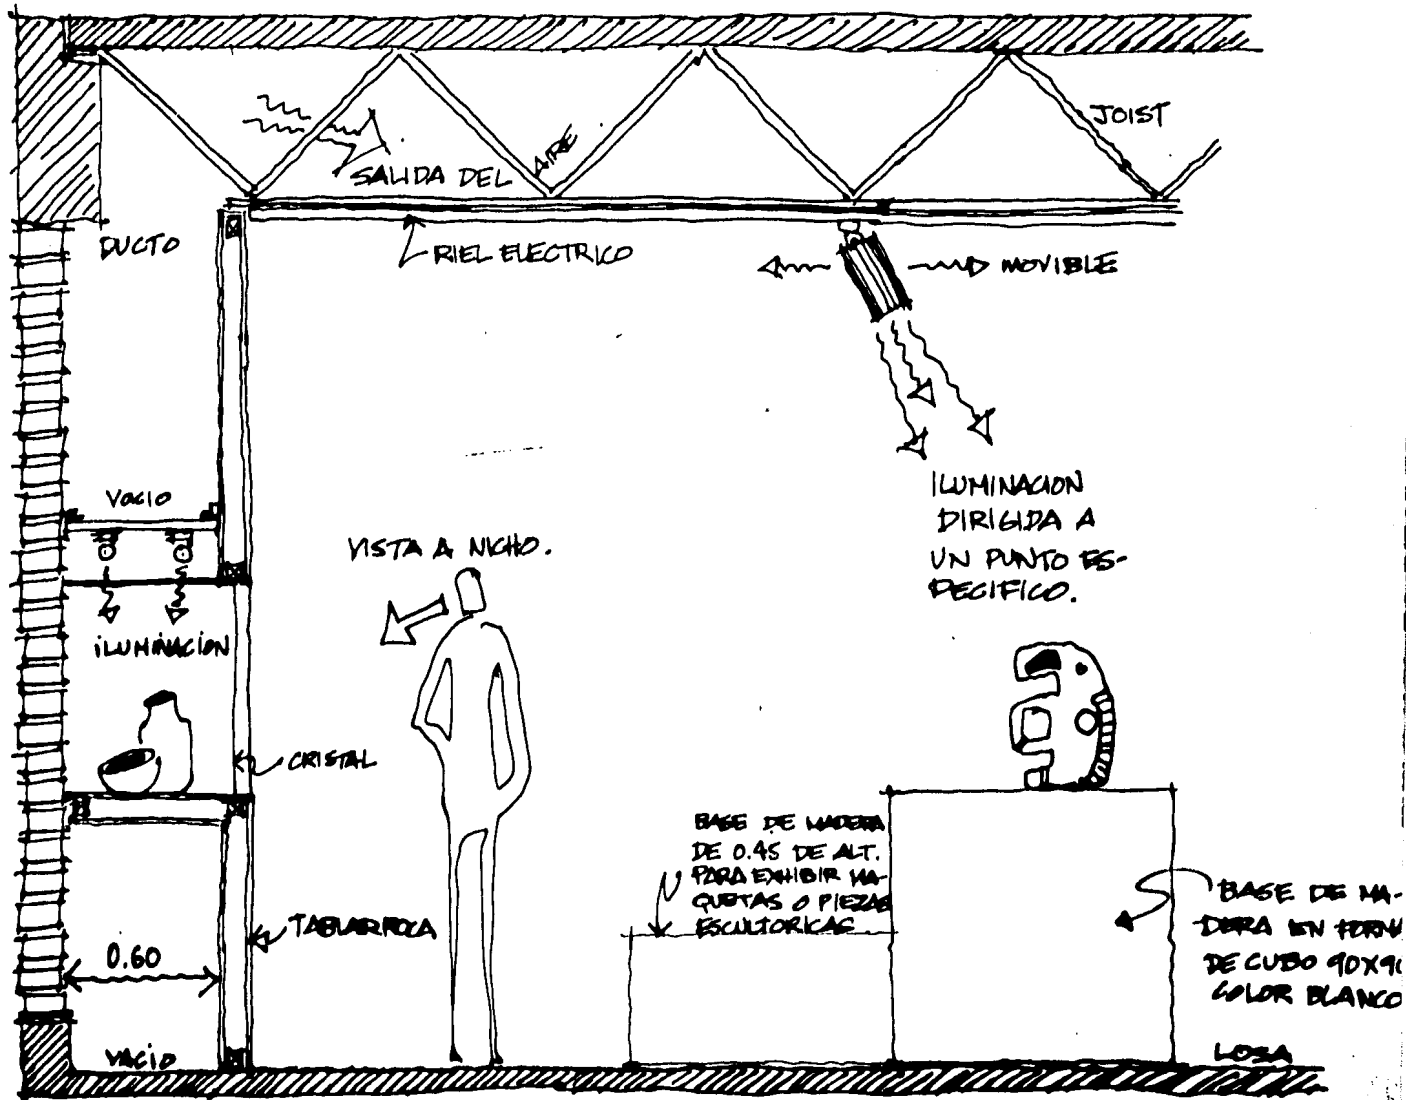 JOIST
SALIDA DEL AIRE
DUCTO
RIEL ELECTRICO
MOVIBLE
VACIO
ILUMINACION
DIRIGIDA A
UN PUNTO ES-
PECIFICO.
VISTA A NICHO.
iLUMiNACiON
CRISTAL
BASE DE MADERA
DE 0.45 DE ALT.
PARA EXHIBIR MA-
QUETAS O PIEZAS
ESCULTORICAS.
BASE DE MA-
DERA EN FORMA
DE CUBO 90X90
COLOR BLANCO
TABLARROCA
0.60
VACIO
LOSA